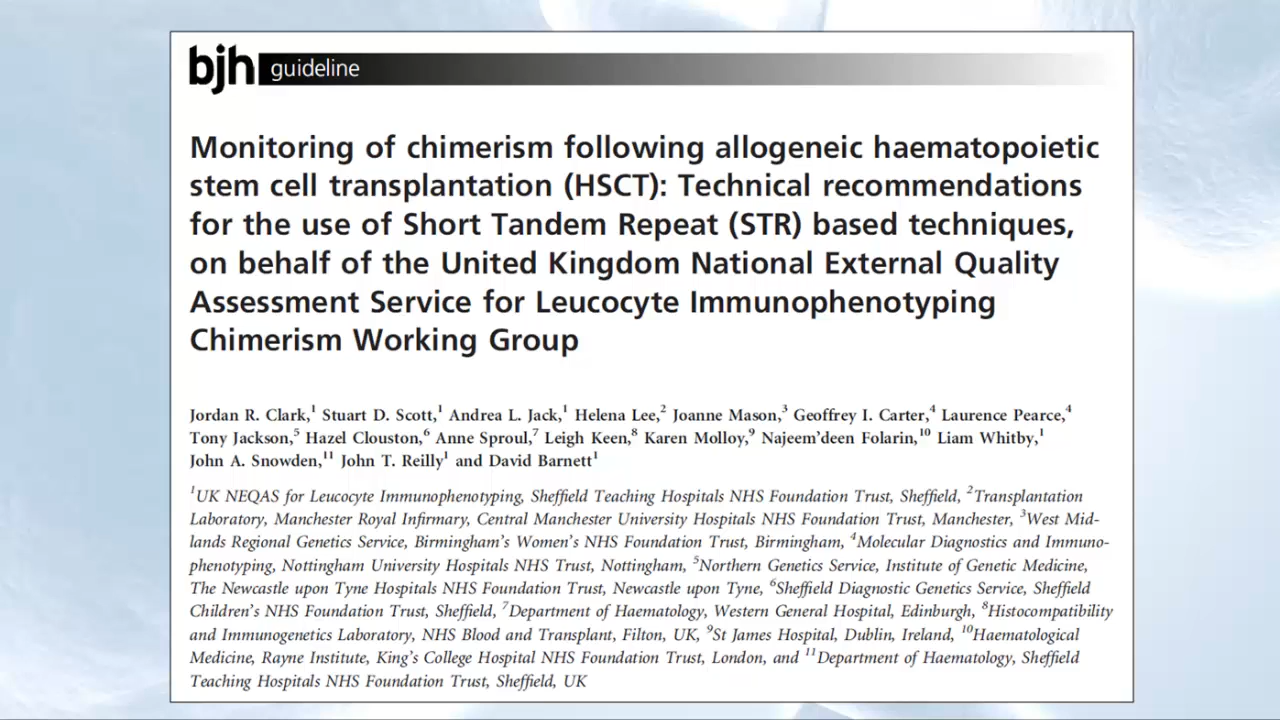 bjh guideline
Monitoring of chimerism following allogeneic haematopoietic
stem cell transplantation (HSCT): Technical recommendations
for the use of Short Tandem Repeat (STR) based techniques,
on behalf of the United Kingdom National External Quality
Assessment Service for Leucocyte Immunophenotyping
Chimerism Working Group
Jordan R. Clark,¹ Stuart D. Scott,¹ Andrea L. Jack,¹ Helena Lee,² Joanne Mason,³ Geoffrey I. Carter,⁴ Laurence Pearce,⁴
Tony Jackson,⁵ Hazel Clouston,⁶ Anne Sproul,⁷ Leigh Keen,⁸ Karen Molloy,⁹ Najeem’deen Folarin,¹⁰ Liam Whitby,¹
John A. Snowden,¹¹ John T. Reilly¹ and David Barnett¹
¹UK NEQAS for Leucocyte Immunophenotyping, Sheffield Teaching Hospitals NHS Foundation Trust, Sheffield, ²Transplantation
Laboratory, Manchester Royal Infirmary, Central Manchester University Hospitals NHS Foundation Trust, Manchester, ³West Mid-
lands Regional Genetics Service, Birmingham’s Women’s NHS Foundation Trust, Birmingham, ⁴Molecular Diagnostics and Immuno-
phenotyping, Nottingham University Hospitals NHS Trust, Nottingham, ⁵Northern Genetics Service, Institute of Genetic Medicine,
The Newcastle upon Tyne Hospitals NHS Foundation Trust, Newcastle upon Tyne, ⁶Sheffield Diagnostic Genetics Service, Sheffield
Children’s NHS Foundation Trust, Sheffield, ⁷Department of Haematology, Western General Hospital, Edinburgh, ⁸Histocompatibility
and Immunogenetics Laboratory, NHS Blood and Transplant, Filton, UK, ⁹St James Hospital, Dublin, Ireland, ¹⁰Haematological
Medicine, Rayne Institute, King’s College Hospital NHS Foundation Trust, London, and ¹¹Department of Haematology, Sheffield
Teaching Hospitals NHS Foundation Trust, Sheffield, UK